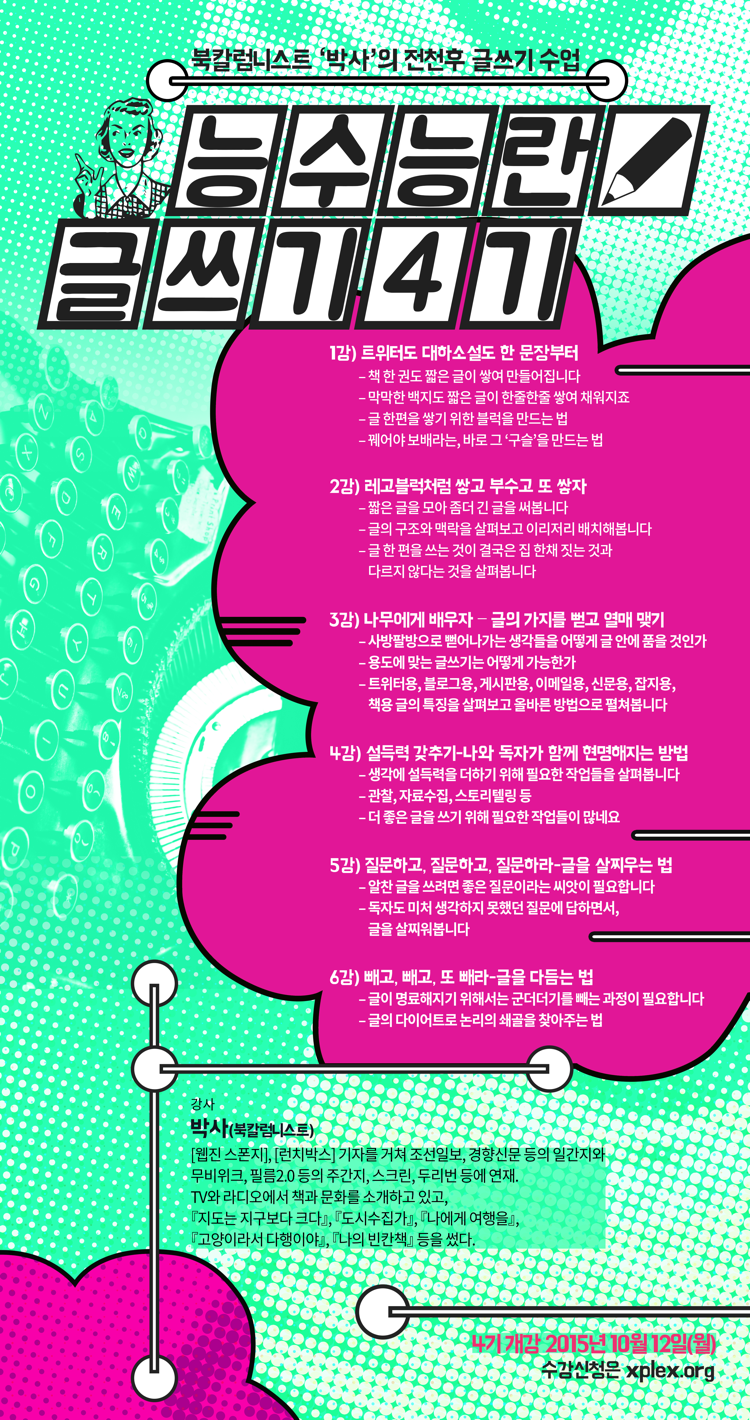 북칼럼니스트 ‘박사’의 전천후 글쓰기 수업
능수능란
글쓰기4기
1강) 트위터도 대하소설도 한 문장부터
– 책 한 권도 짧은 글이 쌓여 만들어집니다
– 막막한 백지도 짧은 글이 한줄한줄 쌓여 채워지죠
– 글 한편을 쌓기 위한 블럭을 만드는 법
– 꿰어야 보배라는, 바로 그 ‘구슬’을 만드는 법
2강) 레고블럭처럼 쌓고 부수고 또 쌓자
– 짧은 글을 모아 좀더 긴 글을 써봅니다
– 글의 구조와 맥락을 살펴보고 이리저리 배치해봅니다
– 글 한 편을 쓰는 것이 결국은 집 한채 짓는 것과
다르지 않다는 것을 살펴봅니다
3강) 나무에게 배우자 – 글의 가지를 뻗고 열매 맺기
– 사방팔방으로 뻗어나가는 생각들을 어떻게 글 안에 품을 것인가
– 용도에 맞는 글쓰기는 어떻게 가능한가
– 트위터용, 블로그용, 게시판용, 이메일용, 신문용, 잡지용,
책용 글의 특징을 살펴보고 올바른 방법으로 펼쳐봅니다
4강) 설득력 갖추기-나와 독자가 함께 현명해지는 방법
– 생각에 설득력을 더하기 위해 필요한 작업들을 살펴봅니다
– 관찰, 자료수집, 스토리텔링 등
– 더 좋은 글을 쓰기 위해 필요한 작업들이 많네요
5강) 질문하고, 질문하고, 질문하라-글을 살찌우는 법
– 알찬 글을 쓰려면 좋은 질문이라는 씨앗이 필요합니다
– 독자도 미처 생각하지 못했던 질문에 답하면서,
글을 살찌워봅니다
6강) 빼고, 빼고, 또 빼라-글을 다듬는 법
– 글이 명료해지기 위해서는 군더더기를 빼는 과정이 필요합니다
– 글의 다이어트로 논리의 쇄골을 찾아주는 법
강사
박사(북칼럼니스트)
[웹진 스폰지], [런치박스] 기자를 거쳐 조선일보, 경향신문 등의 일간지와
무비위크, 필름2.0 등의 주간지, 스크린, 두리번 등에 연재.
TV와 라디오에서 책과 문화를 소개하고 있고,
『지도는 지구보다 크다』, 『도시수집가』, 『나에게 여행을』,
『고양이라서 다행이야』, 『나의 빈칸책』 등을 썼다.
4기 개강 2015년 10월 12일(월)
수강신청은 xplex.org